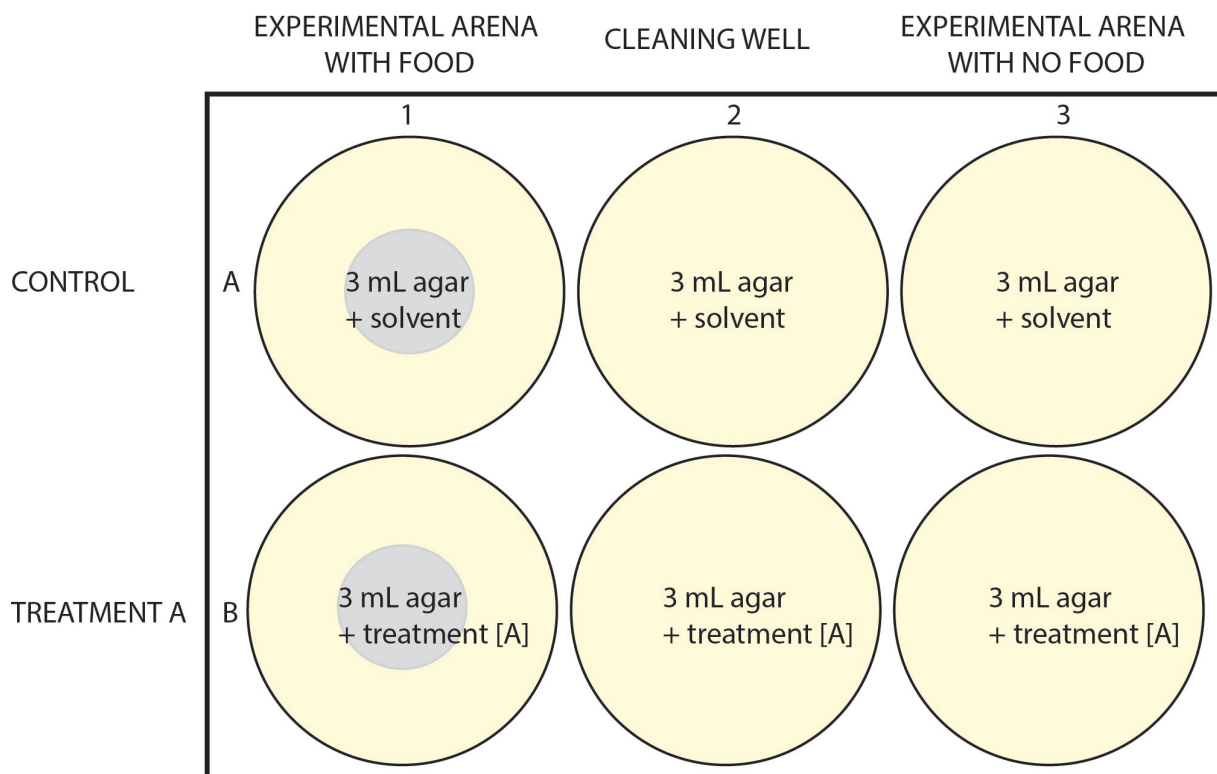 EXPERIMENTAL ARENA
WITH FOOD
CLEANING WELL
EXPERIMENTAL ARENA
WITH NO FOOD
1
2
3
CONTROL
A
3 mL agar
+ solvent
3 mL agar
+ solvent
3 mL agar
+ solvent
TREATMENT A
B
3 mL agar
+ treatment [A]
3 mL agar
+ treatment [A]
3 mL agar
+ treatment [A]